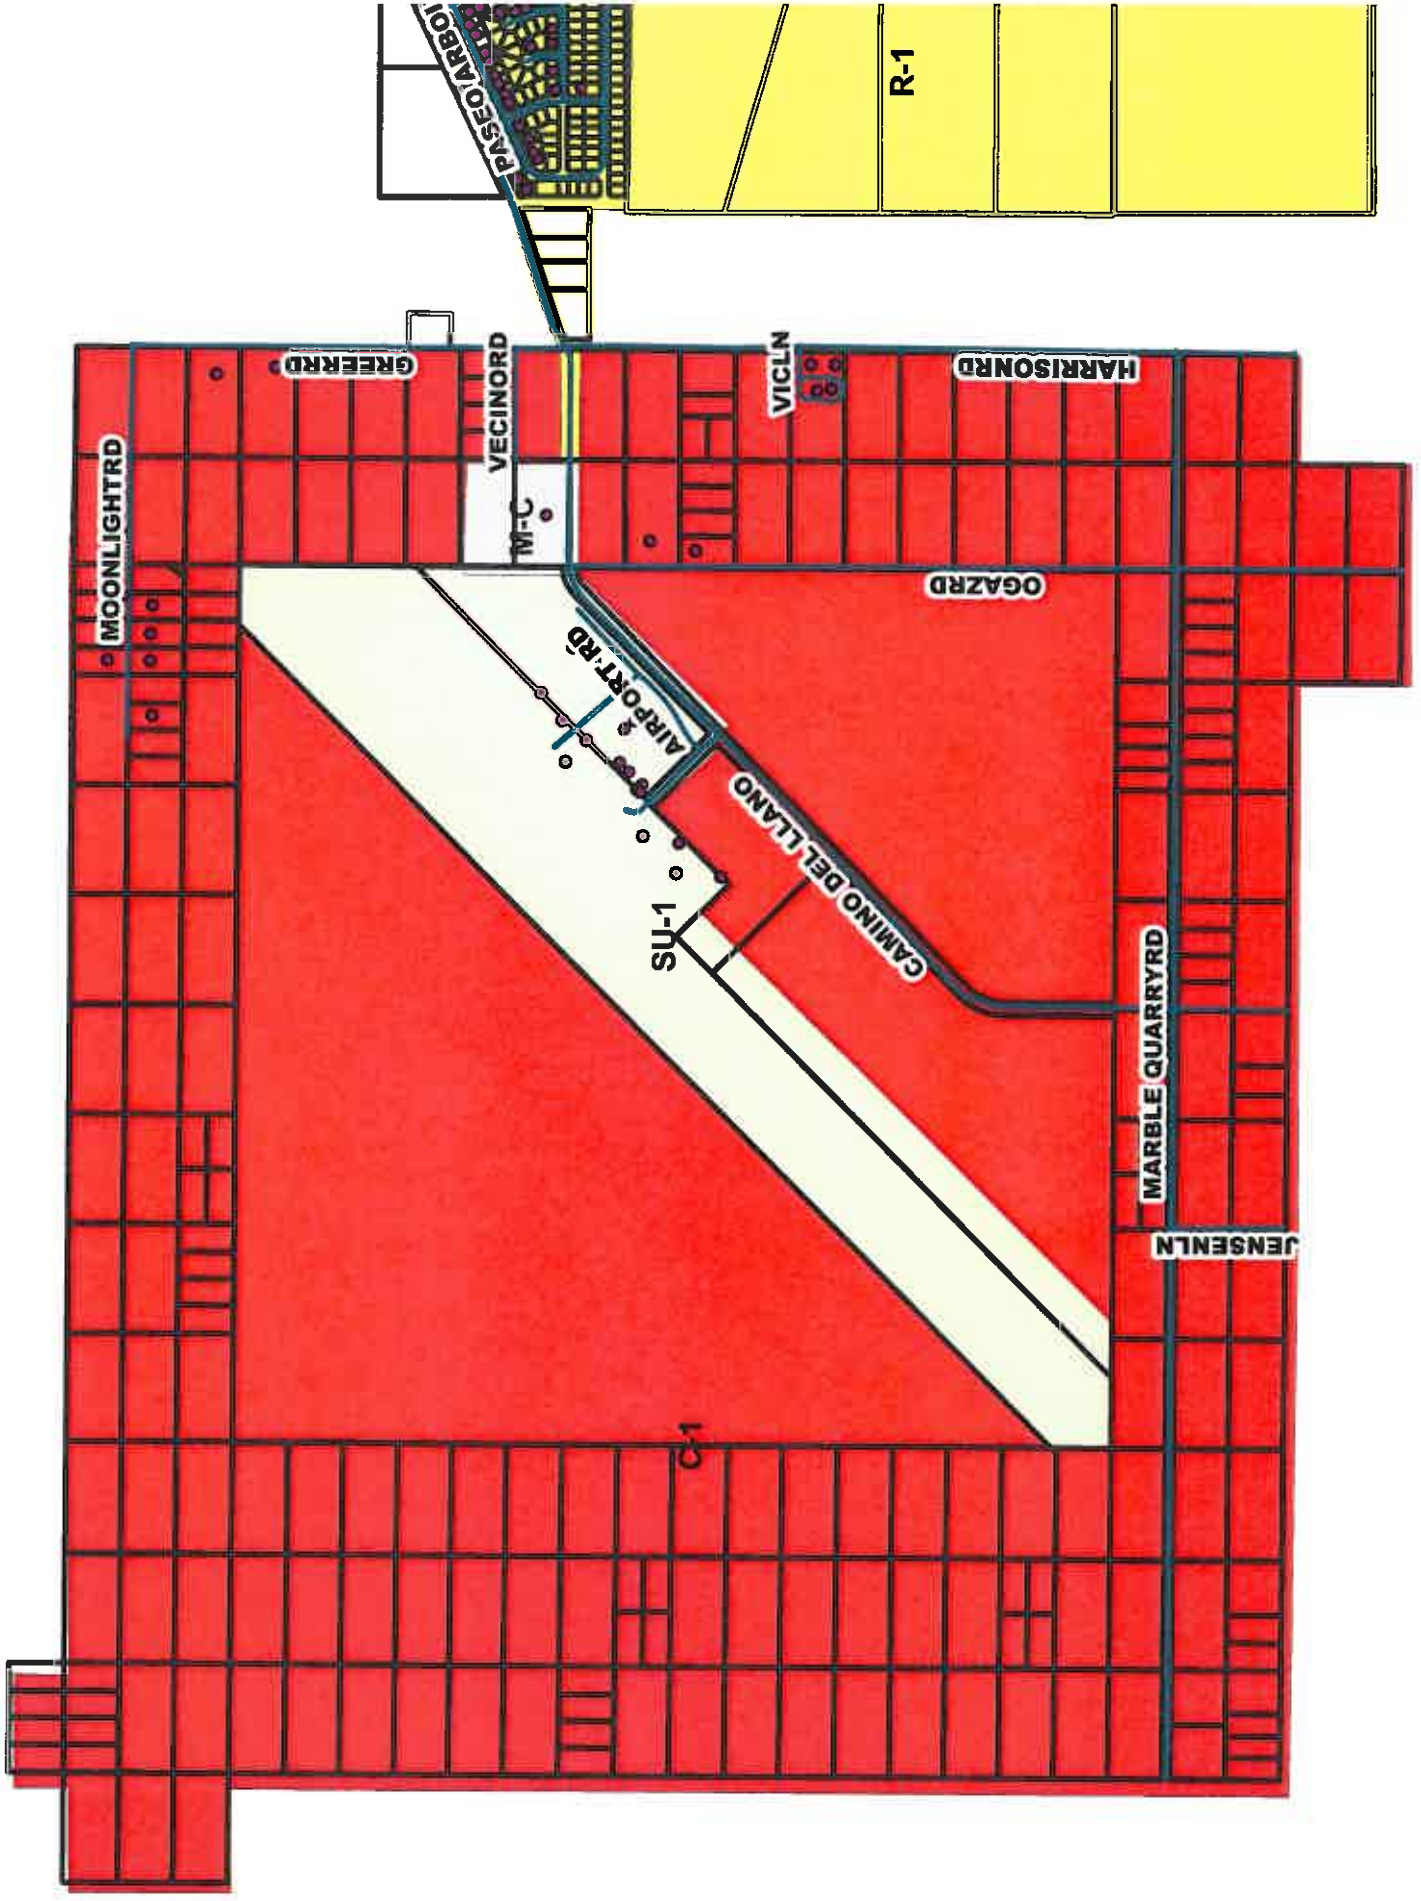 PASEO ARBOL
R-1
GREERRD
VECINORD
VICLN
HARRISONRD
MOONLIGHTRD
M-C
OGAZRD
AIRPORT RD
CAMINO DEL LLANO
SU-1
MARBLE QUARRYRD
JENSENLN
C-1